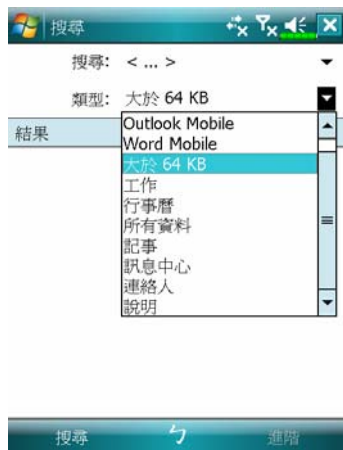 搜尋
搜尋: < ... >
類型: 大於 64 KB
結果
Outlook Mobile
Word Mobile
大於 64 KB
工作
行事曆
所有資料
記事
訊息中心
連絡人
說明
搜尋 ㄅ 進階